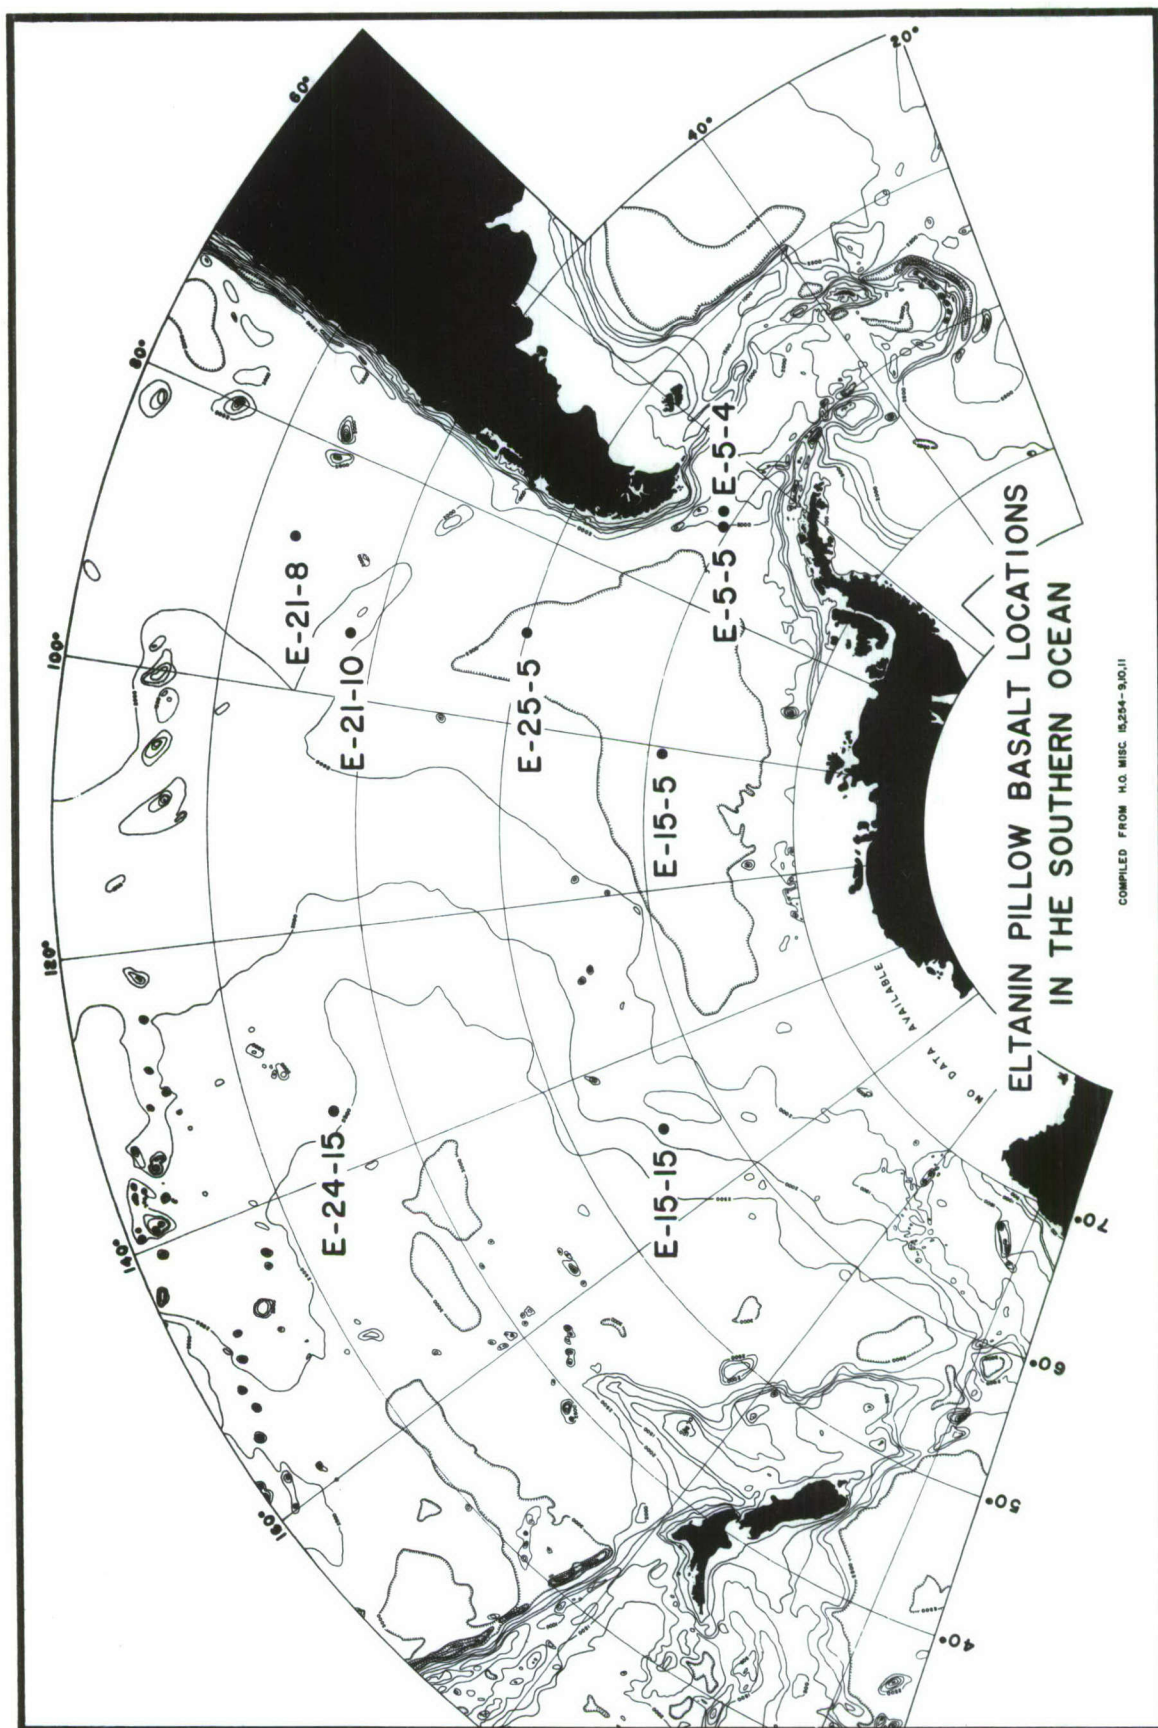 20°
40°
60°
80°
100°
120°
140°
160°
E-21-8
E-21-10
E-25-5
E-15-5
E-5-5
E-5-4
E-24-15
E-15-15
NO DATA
AVAILABLE
70°
60°
50°
40°
ELTANIN PILLOW BASALT LOCATIONS
IN THE SOUTHERN OCEAN
COMPILED FROM H.O. MISC. 15,254-9,10,11